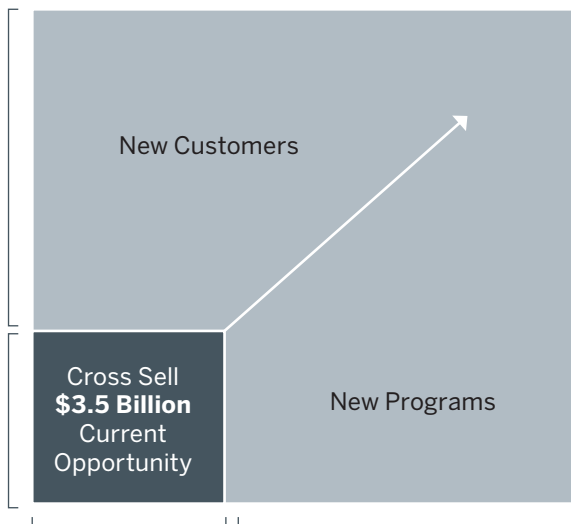 New Customers
Cross Sell
$3.5 Billion
Current
Opportunity
New Programs